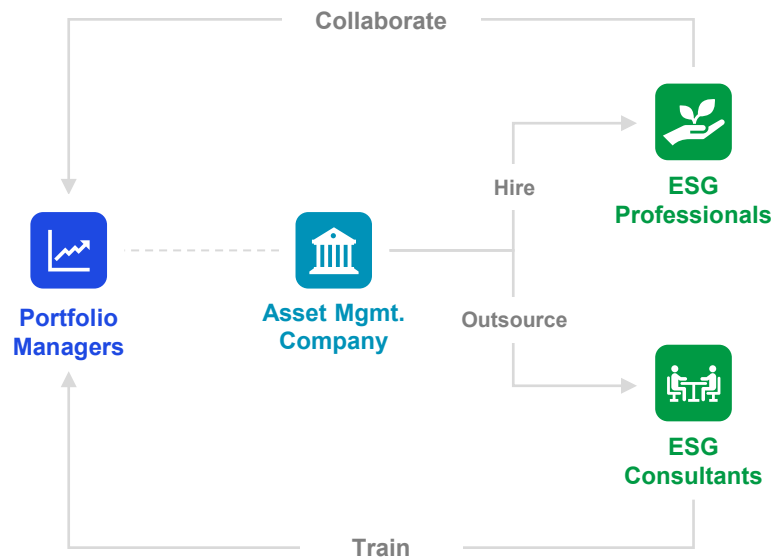 Collaborate
Hire
ESG
Professionals
Portfolio
Managers
Asset Mgmt.
Company
Outsource
ESG
Consultants
Train